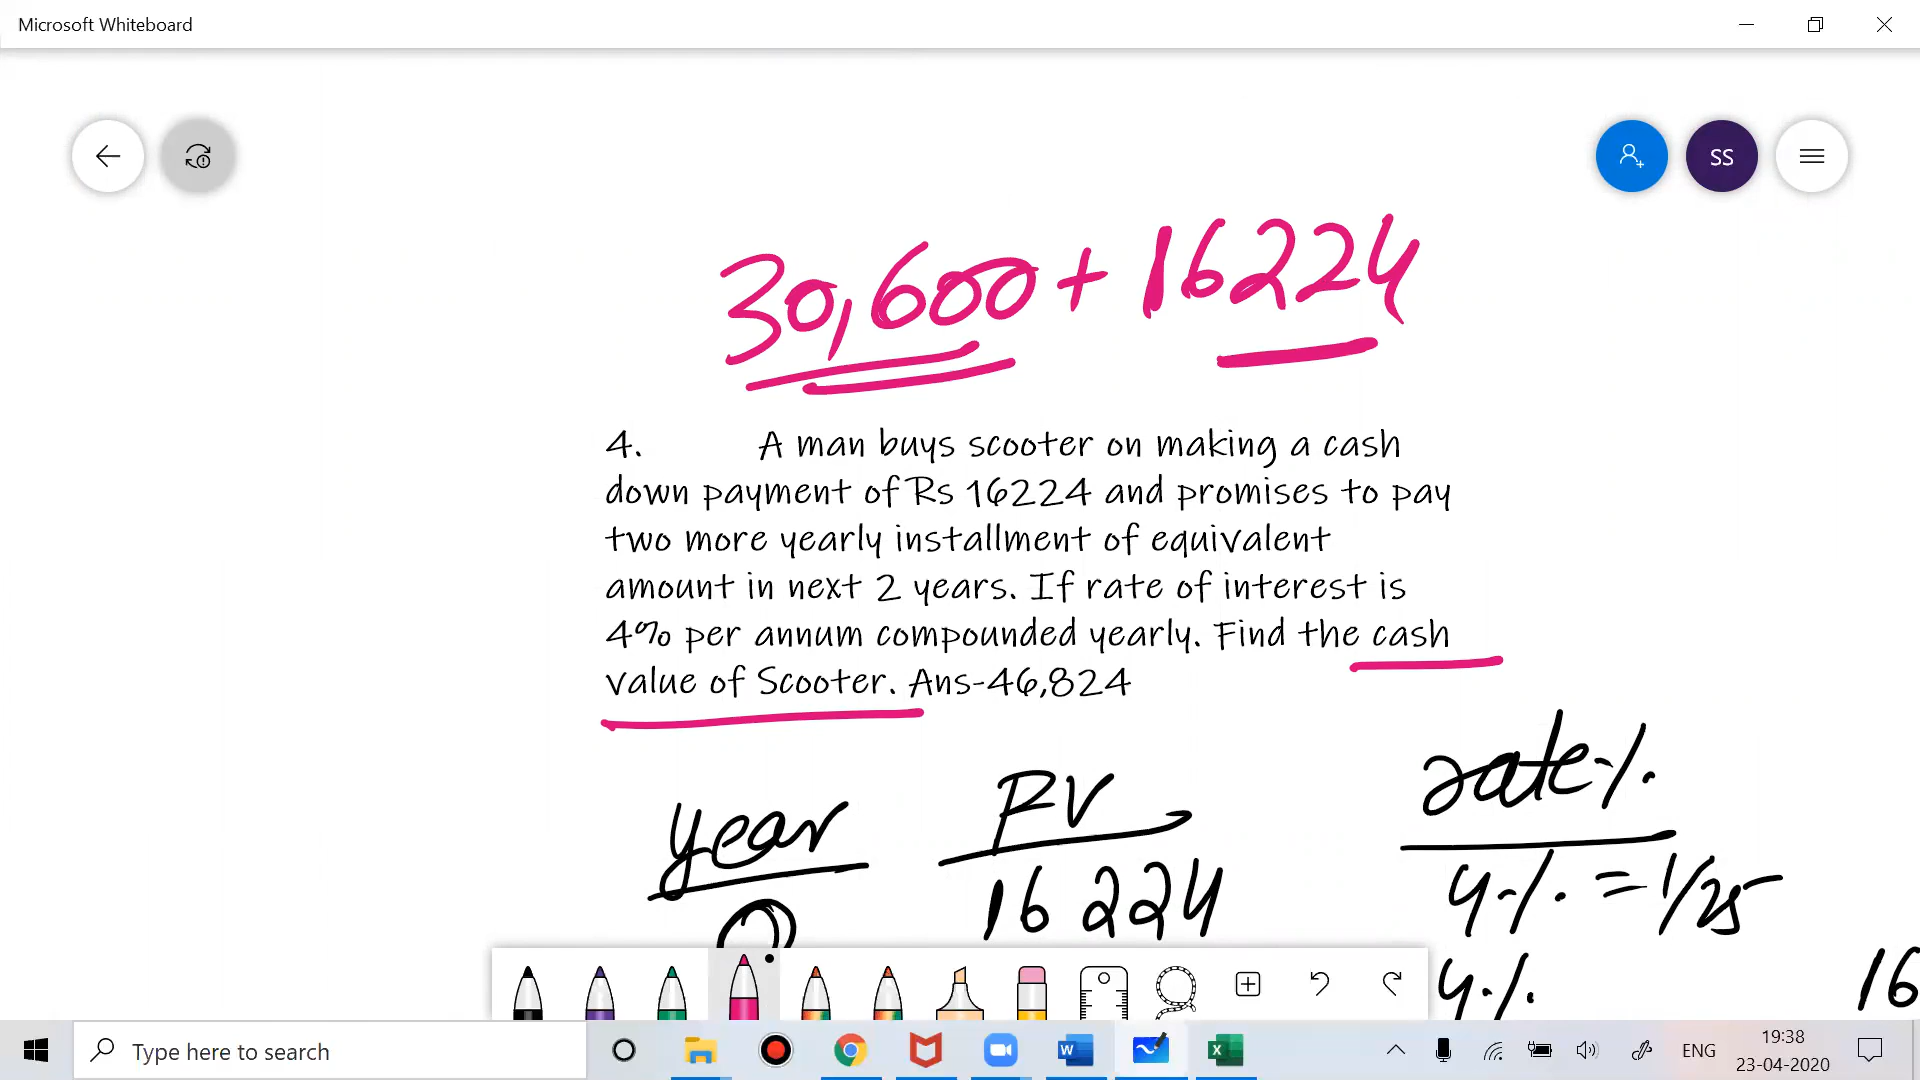 Microsoft Whiteboard
SS
30,600 + 16224
4. A man buys scooter on making a cash
down payment of Rs 16224 and promises to pay
two more yearly installment of equivalent
amount in next 2 years. If rate of interest is
4% per annum compounded yearly. Find the cash
value of Scooter. Ans-46,824
year PV rate%
0 16 224 4% = 1/25
4% 16
Type here to search
ENG
19:38
23-04-2020